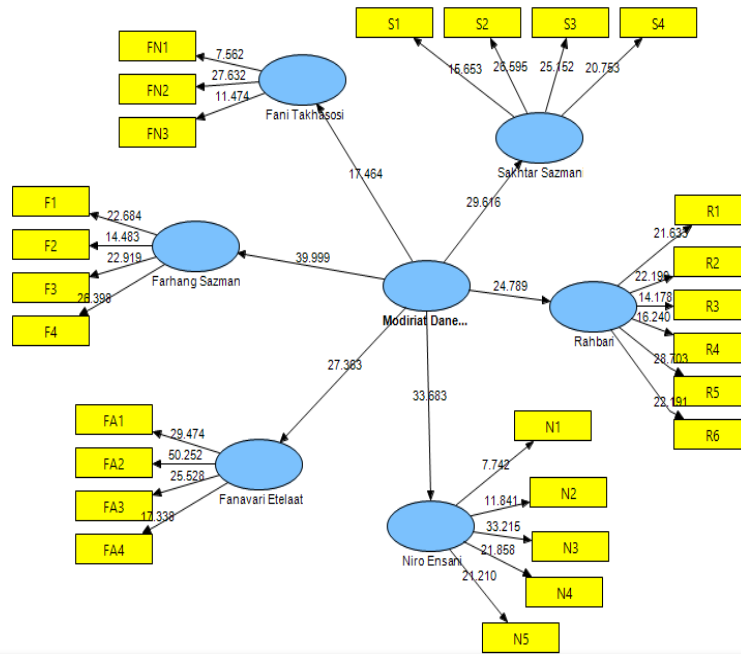 S1
S2
S3
S4
15.653
26.595
25.152
20.753
Sakhtar Sazman
FN1
FN2
FN3
7.562
27.632
11.474
Fani Takhasosi
17.464
29.616
F1
F2
F3
F4
22.684
14.483
22.919
26.398
Farhang Sazman
39.999
Modiriat Dane...
24.789
R1
R2
R3
R4
R5
R6
21.633
22.199
14.178
16.240
28.703
22.191
Rahbari
27.363
33.683
FA1
FA2
FA3
FA4
29.474
50.252
25.528
17.338
Fanavari Etelaat
N1
N2
N3
N4
N5
7.742
11.841
33.215
21.858
21.210
Niro Ensani